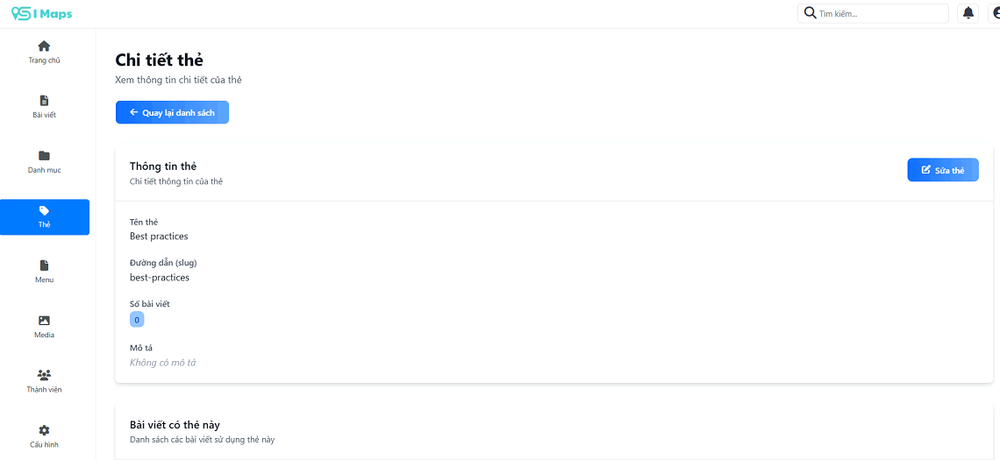 SI Maps
Tìm kiếm...
Trang chủ
Bài viết
Danh mục
Thẻ
Menu
Media
Thành viên
Cấu hình
Chi tiết thẻ
Xem thông tin chi tiết của thẻ
Quay lại danh sách
Thông tin thẻ
Chi tiết thông tin của thẻ
Sửa thẻ
Tên thẻ
Best practices
Đường dẫn (slug)
best-practices
Số bài viết
0
Mô tả
Không có mô tả
Bài viết có thẻ này
Danh sách các bài viết sử dụng thẻ này